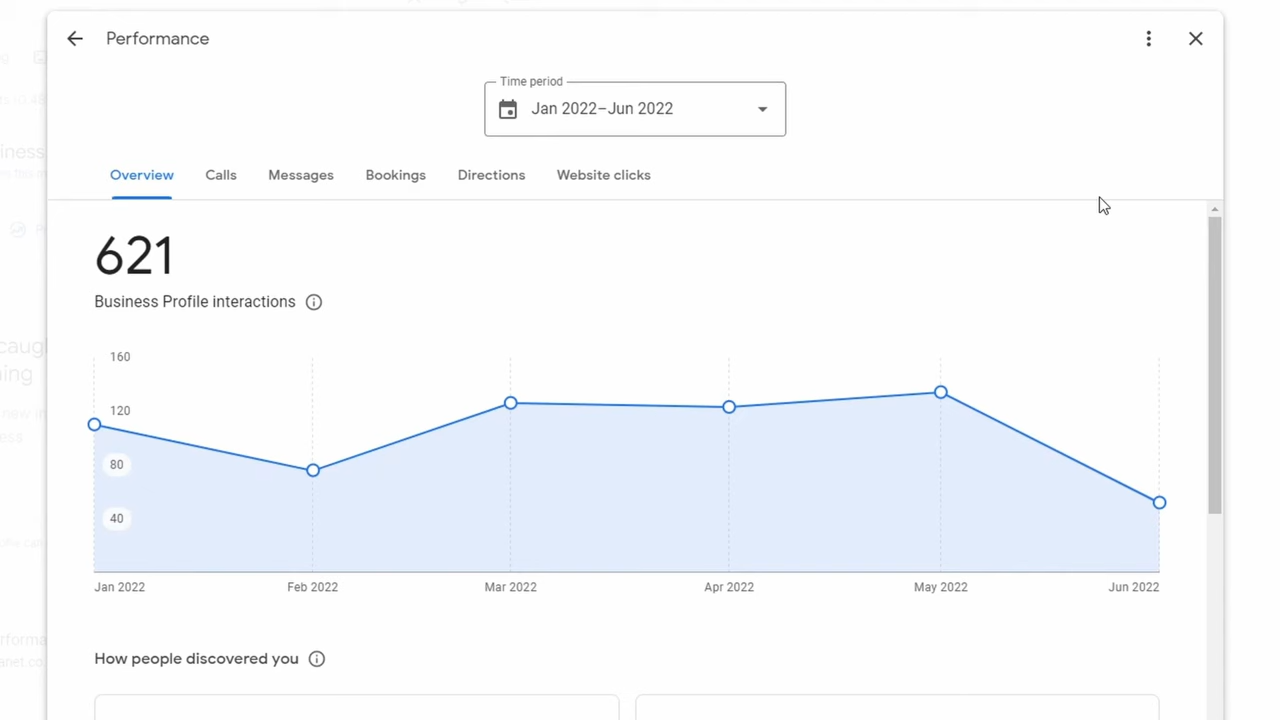 Performance
Time period
Jan 2022–Jun 2022
Overview Calls Messages Bookings Directions Website clicks
621
Business Profile interactions
160
120
80
40
Jan 2022 Feb 2022 Mar 2022 Apr 2022 May 2022 Jun 2022
How people discovered you